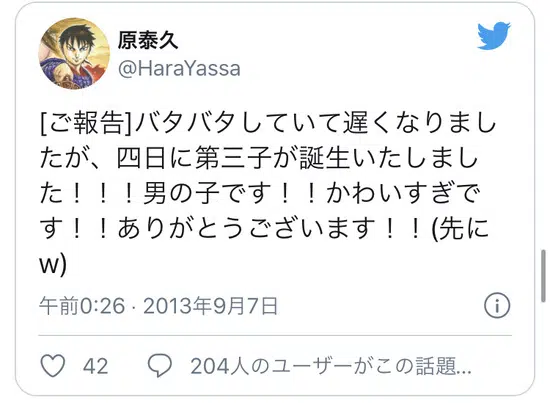 原泰久
@HaraYassa
[ご報告]バタバタしていて遅くなりまし
たが、四日に第三子が誕生いたしまし
た！！！男の子です！！かわいすぎで
す！！ありがとうございます！！(先に
w)
午前0:26 · 2013年9月7日
42
204人のユーザーがこの話題...